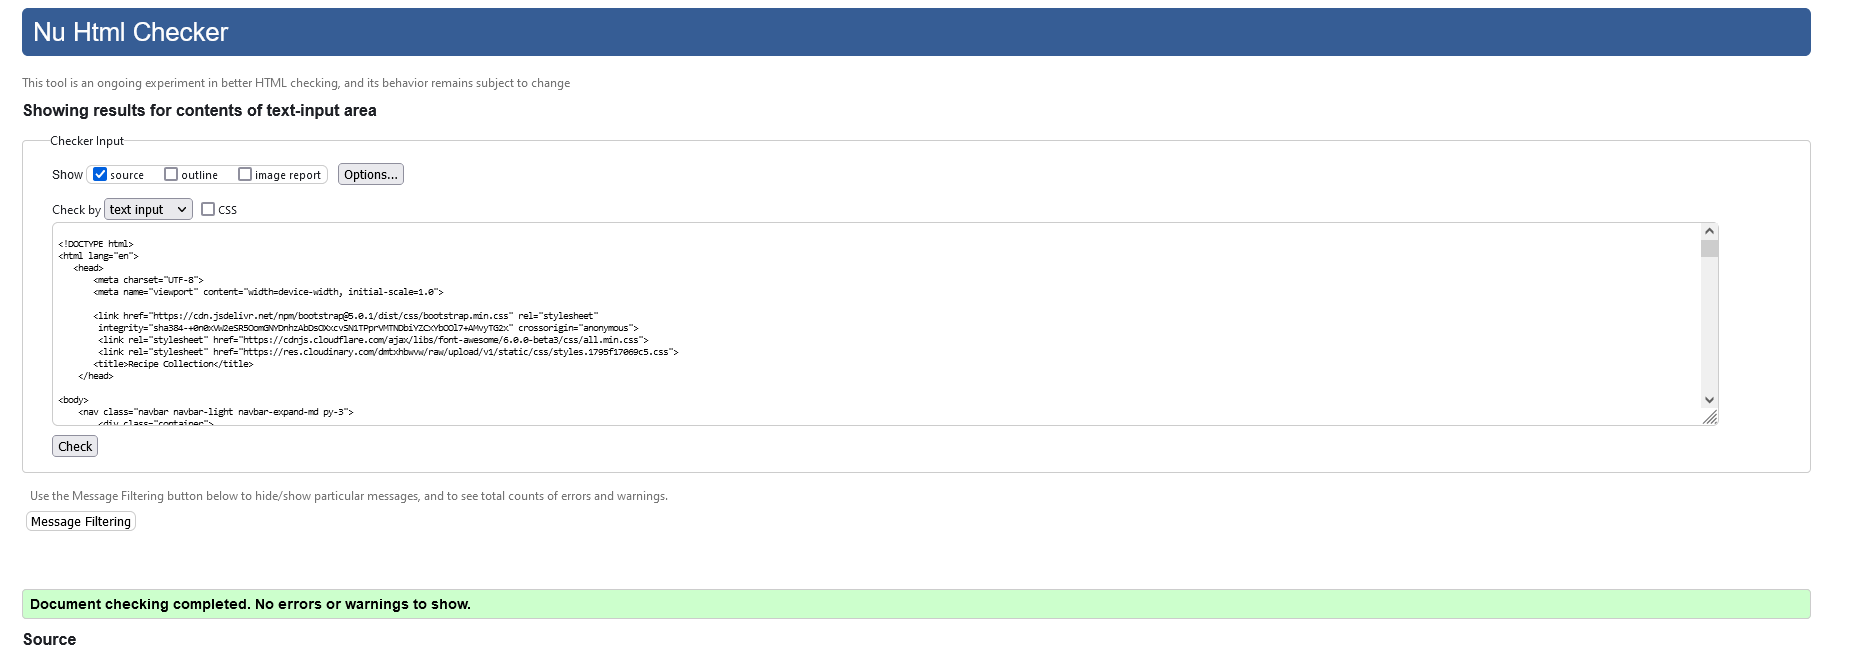 Nu Html Checker
This tool is an ongoing experiment in better HTML checking, and its behavior remains subject to change
Showing results for contents of text-input area
Checker Input
Show source outline image report Options...
Check by text input CSS
<!DOCTYPE html>
<html lang="en">
<head>
<meta charset="UTF-8">
<meta name="viewport" content="width=device-width, initial-scale=1.0">
<link href="https://cdn.jsdelivr.net/npm/bootstrap@5.0.1/dist/css/bootstrap.min.css" rel="stylesheet"
integrity="sha384-+0n0xVW2eSR5OomGNYDnhzAbDsOXxcvSN1TPprVMTNDbiYZCxYbOOl7+AMvyTG2x" crossorigin="anonymous">
<link rel="stylesheet" href="https://cdnjs.cloudflare.com/ajax/libs/font-awesome/6.0.0-beta3/css/all.min.css">
<link rel="stylesheet" href="https://res.cloudinary.com/dmtxhbwvw/raw/upload/v1/static/css/styles.1795f17069c5.css">
<title>Recipe Collection</title>
</head>
<body>
<nav class="navbar navbar-light navbar-expand-md py-3">
<div class="container">
Check
Use the Message Filtering button below to hide/show particular messages, and to see total counts of errors and warnings.
Message Filtering
Document checking completed. No errors or warnings to show.
Source